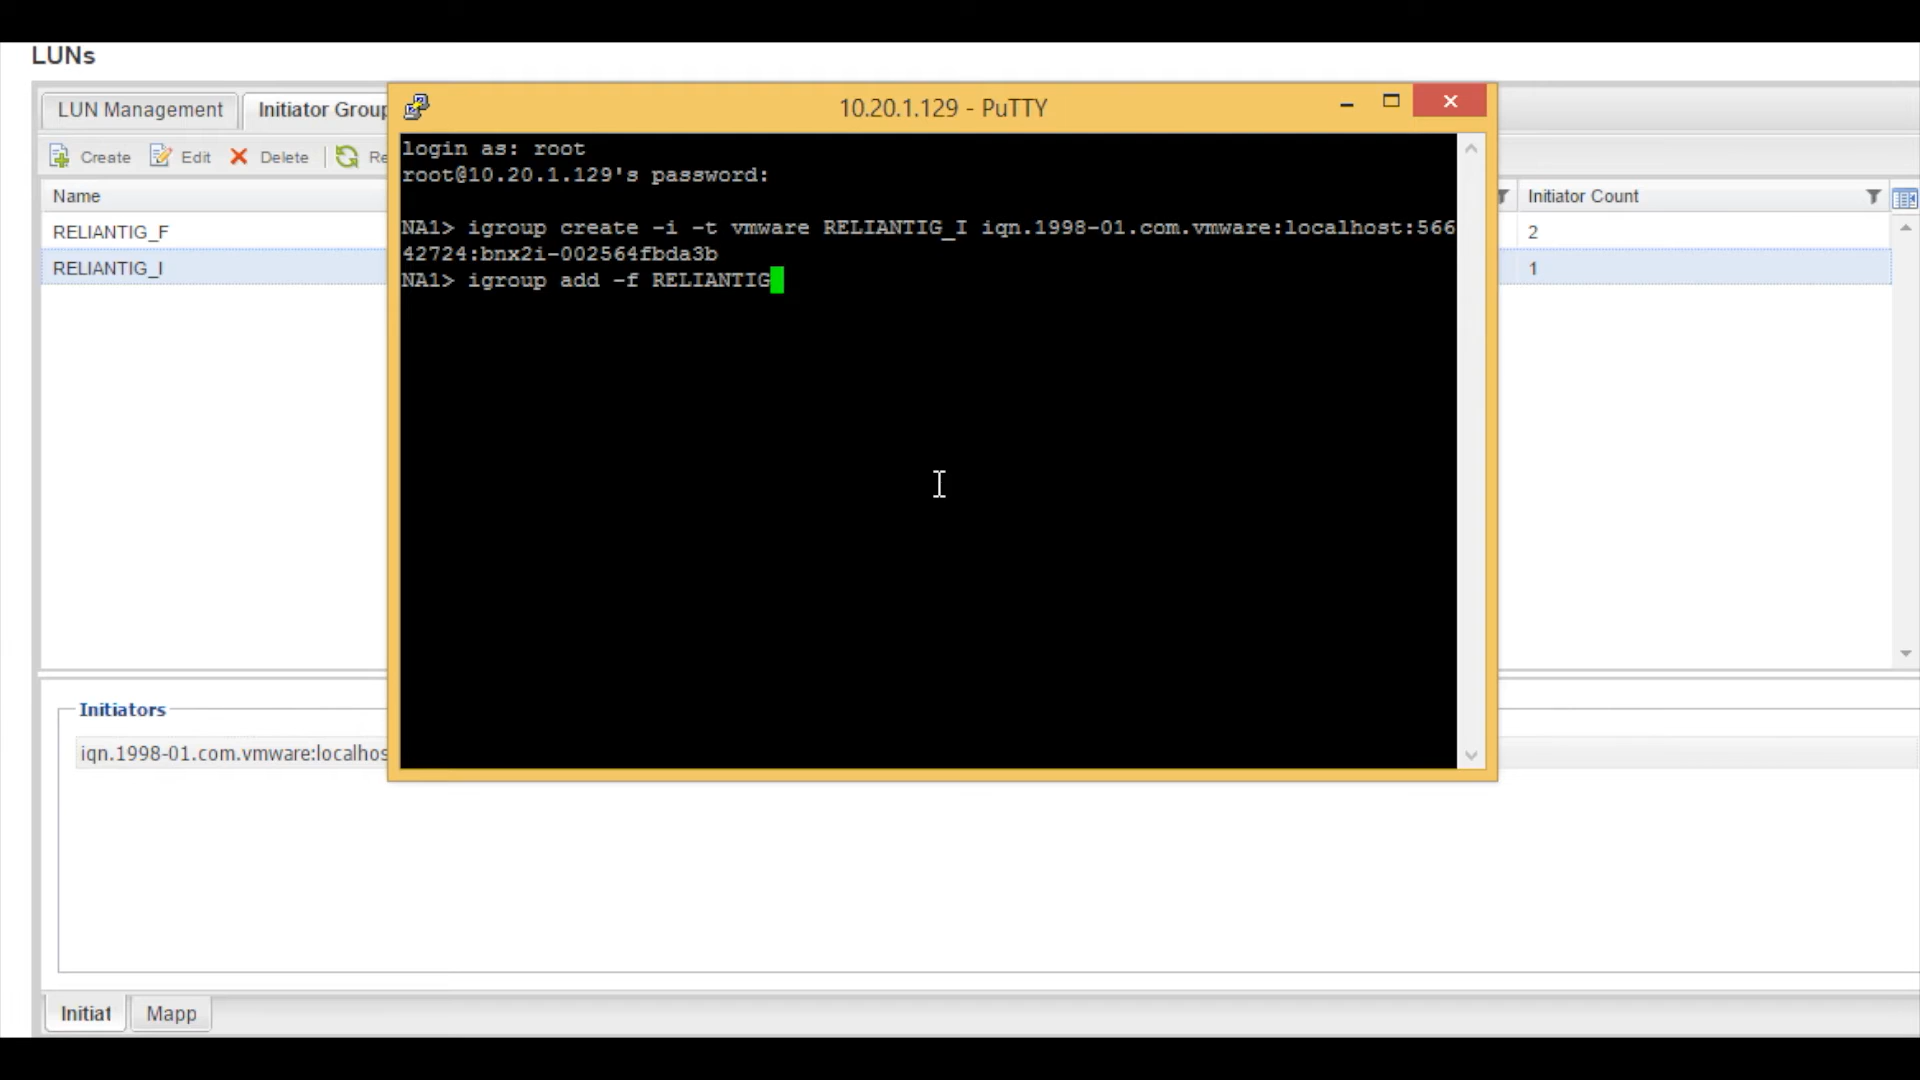 LUNs
LUN Management
Initiator Group
10.20.1.129 - PuTTY
Create
Edit
Delete
Re
Name
Initiator Count
RELIANTIG_F
2
RELIANTIG_I
1
login as: root
root@10.20.1.129's password:
NA1> igroup create -i -t vmware RELIANTIG_I iqn.1998-01.com.vmware:localhost:566
42724:bnx2i-002564fbda3b
NA1> igroup add -f RELIANTIG
Initiators
iqn.1998-01.com.vmware:localhos
Initiat
Mapp